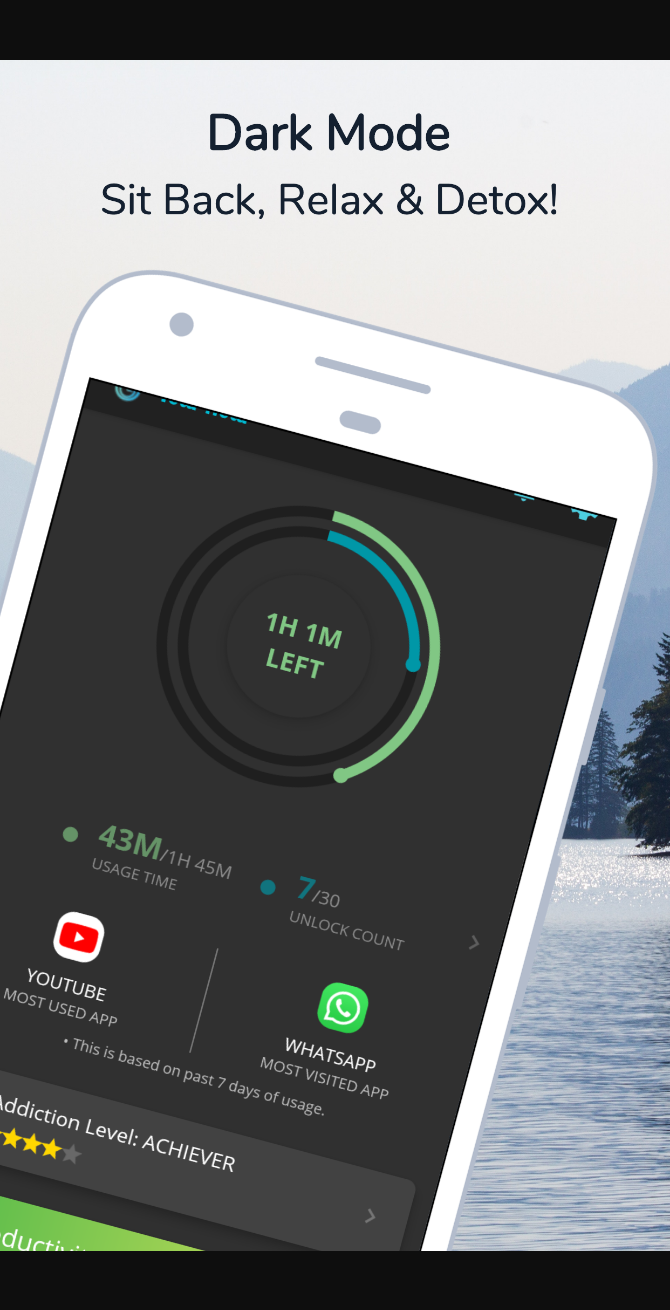 Dark Mode
Sit Back, Relax & Detox!
1H 1M
LEFT
43M/1H 45M
USAGE TIME
7/30
UNLOCK COUNT
YOUTUBE
MOST USED APP
WHATSAPP
MOST VISITED APP
• This is based on past 7 days of usage.
Addiction Level: ACHIEVER